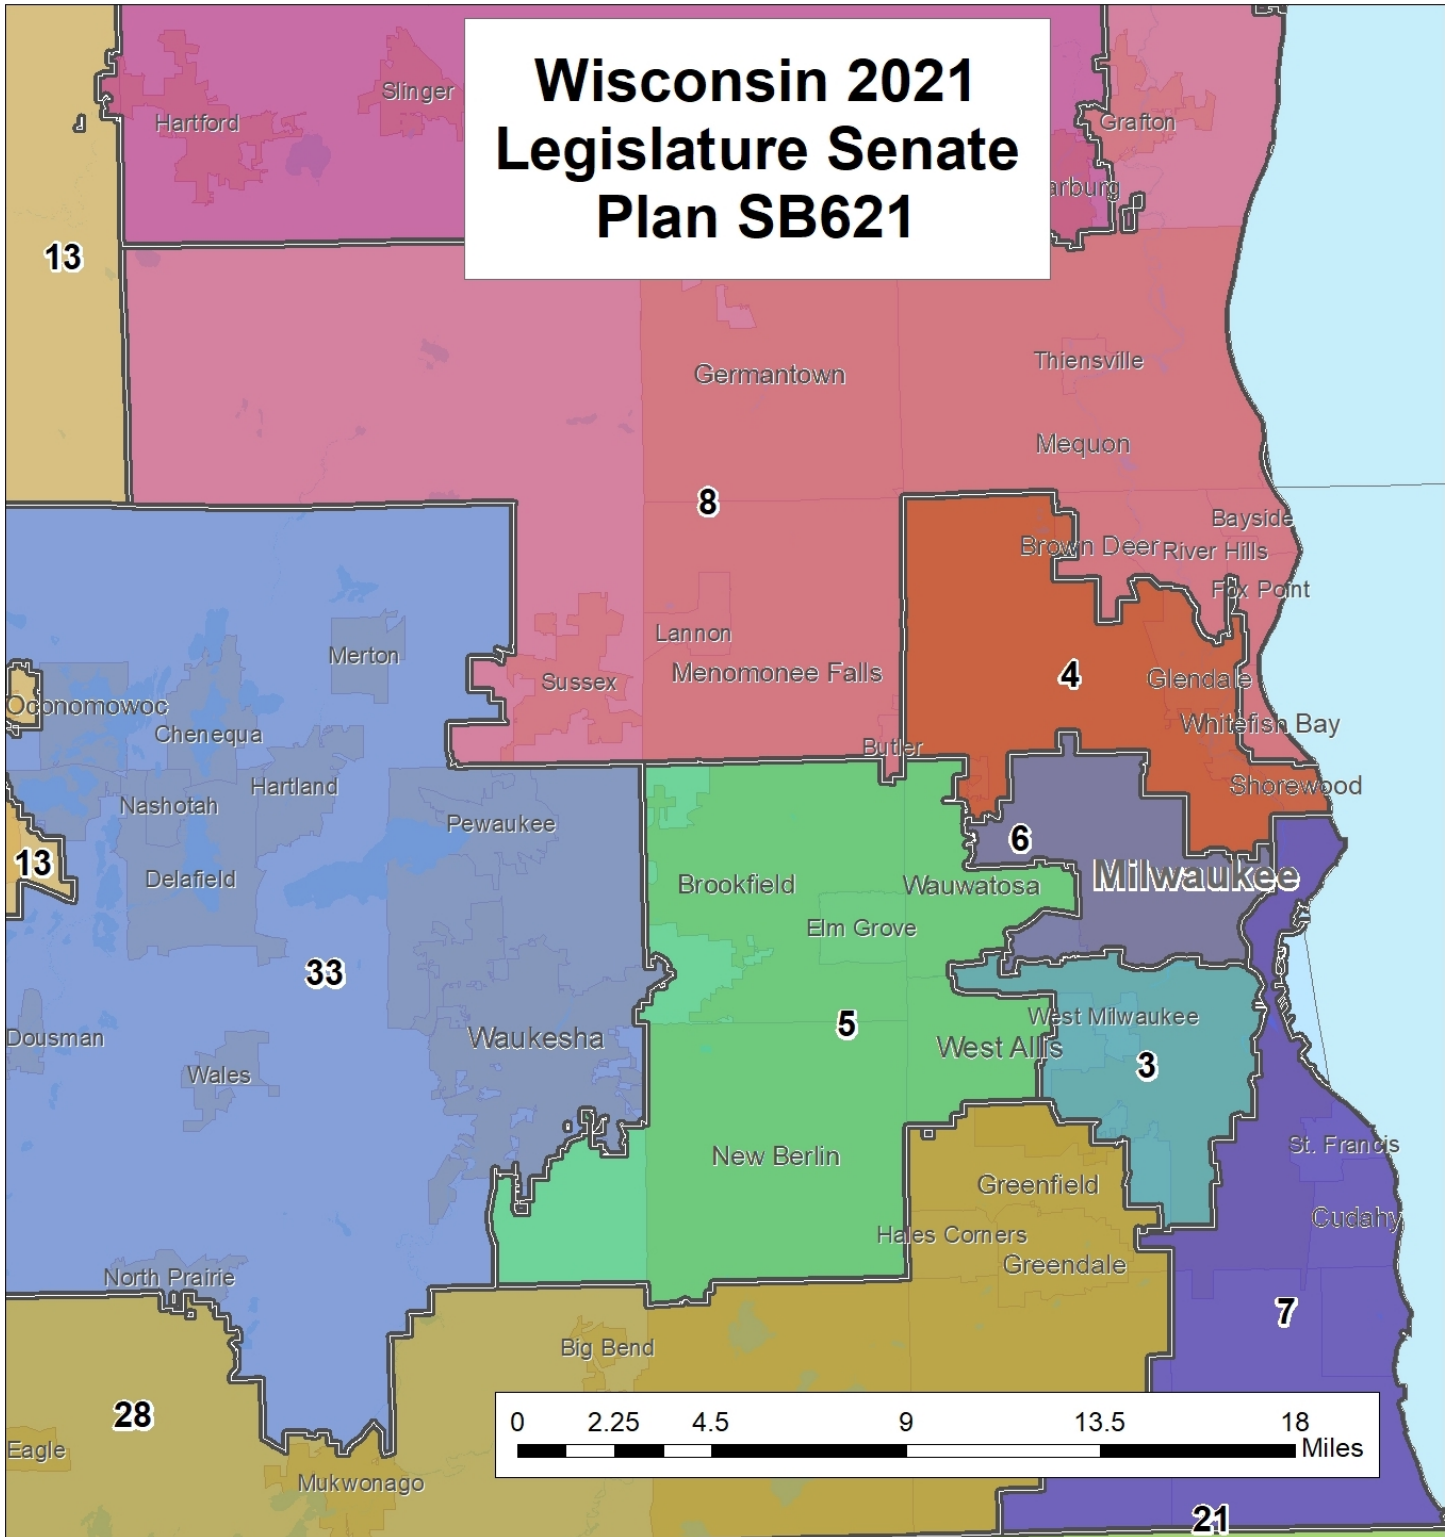 Wisconsin 2021
Legislature Senate
Plan SB621
Slinger
Hartford
Grafton
arburg
13
Thiensville
Germantown
Mequon
8
Bayside
Brown Deer
River Hills
Fox Point
Lannon
Merton
Menomonee Falls
4
Glendale
Sussex
Oconomowoc
Whitefish Bay
Chenequa
Butler
Hartland
Shorewood
Nashotah
Pewaukee
6
13
Milwaukee
Delafield
Brookfield
Wauwatosa
Elm Grove
33
West Milwaukee
5
Dousman
Waukesha
West Allis
3
Wales
St. Francis
New Berlin
Greenfield
Cudahy
Hales Corners
Greendale
North Prairie
7
Big Bend
28
0 2.25 4.5 9 13.5 18
Miles
Eagle
Mukwonago
21